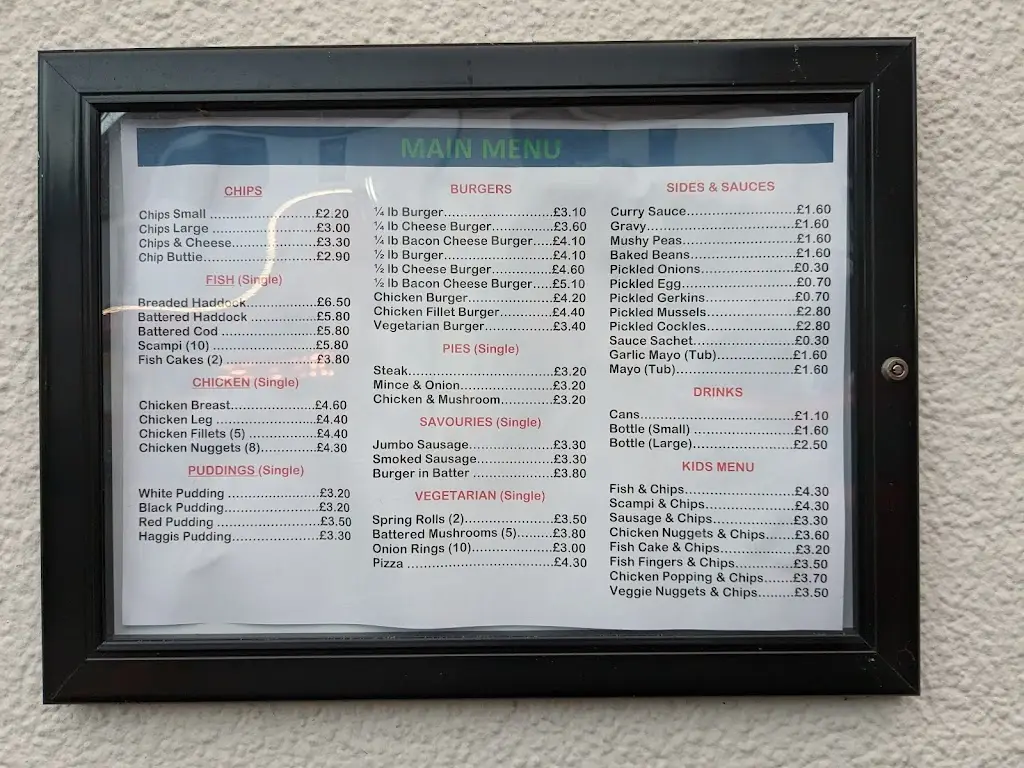 MAIN MENU
CHIPS
Chips Small ....................£2.20
Chips Large ....................£3.00
Chips & Cheese...............£3.30
Chip Buttie......................£2.90
FISH (Single)
Breaded Haddock.............£6.50
Battered Haddock ............£5.80
Battered Cod ...................£5.80
Scampi (10) .....................£5.80
Fish Cakes (2) ..................£3.80
CHICKEN (Single)
Chicken Breast................£4.60
Chicken Leg ....................£4.40
Chicken Fillets (5) ............£4.40
Chicken Nuggets (8).........£4.30
PUDDINGS (Single)
White Pudding .................£3.20
Black Pudding ..................£3.20
Red Pudding ....................£3.50
Haggis Pudding................£3.30
BURGERS
¼ lb Burger.....................£3.10
¼ lb Cheese Burger............£3.60
¼ lb Bacon Cheese Burger.....£4.10
½ lb Burger.....................£4.10
½ lb Cheese Burger............£4.60
½ lb Bacon Cheese Burger.....£5.10
Chicken Burger.................£4.20
Chicken Fillet Burger..........£4.40
Vegetarian Burger..............£3.40
PIES (Single)
Steak.............................£3.20
Mince & Onion..................£3.20
Chicken & Mushroom..........£3.20
SAVOURIES (Single)
Jumbo Sausage.................£3.30
Smoked Sausage...............£3.30
Burger in Batter ................£3.80
VEGETARIAN (Single)
Spring Rolls (2).................£3.50
Battered Mushrooms (5)......£3.80
Onion Rings (10)...............£3.00
Pizza .............................£4.30
SIDES & SAUCES
Curry Sauce.....................£1.60
Gravy.............................£1.60
Mushy Peas.....................£1.60
Baked Beans....................£1.60
Pickled Onions..................£0.30
Pickled Egg......................£0.70
Pickled Gerkins.................£0.70
Pickled Mussels.................£2.80
Pickled Cockles.................£2.80
Sauce Sachet....................£0.30
Garlic Mayo (Tub)..............£1.60
Mayo (Tub)......................£1.60
DRINKS
Cans..............................£1.10
Bottle (Small) ..................£1.60
Bottle (Large)...................£2.50
KIDS MENU
Fish & Chips.....................£4.30
Scampi & Chips.................£4.30
Sausage & Chips................£3.30
Chicken Nuggets & Chips.....£3.60
Fish Cake & Chips..............£3.20
Fish Fingers & Chips...........£3.50
Chicken Popping & Chips......£3.70
Veggie Nuggets & Chips.......£3.50